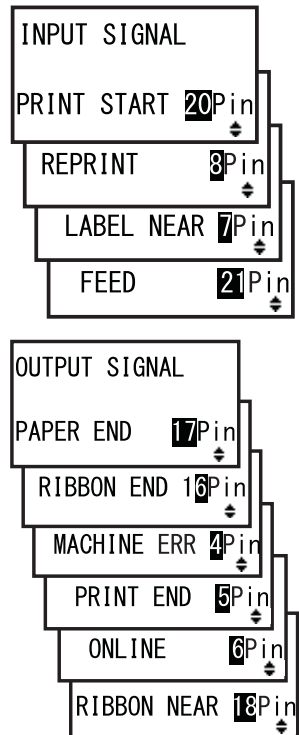 INPUT SIGNAL
PRINT START 20Pin
REPRINT 8Pin
LABEL NEAR 7Pin
FEED 21Pin
OUTPUT SIGNAL
PAPER END 17Pin
RIBBON END 16Pin
MACHINE ERR 4Pin
PRINT END 5Pin
ONLINE 6Pin
RIBBON NEAR 18Pin